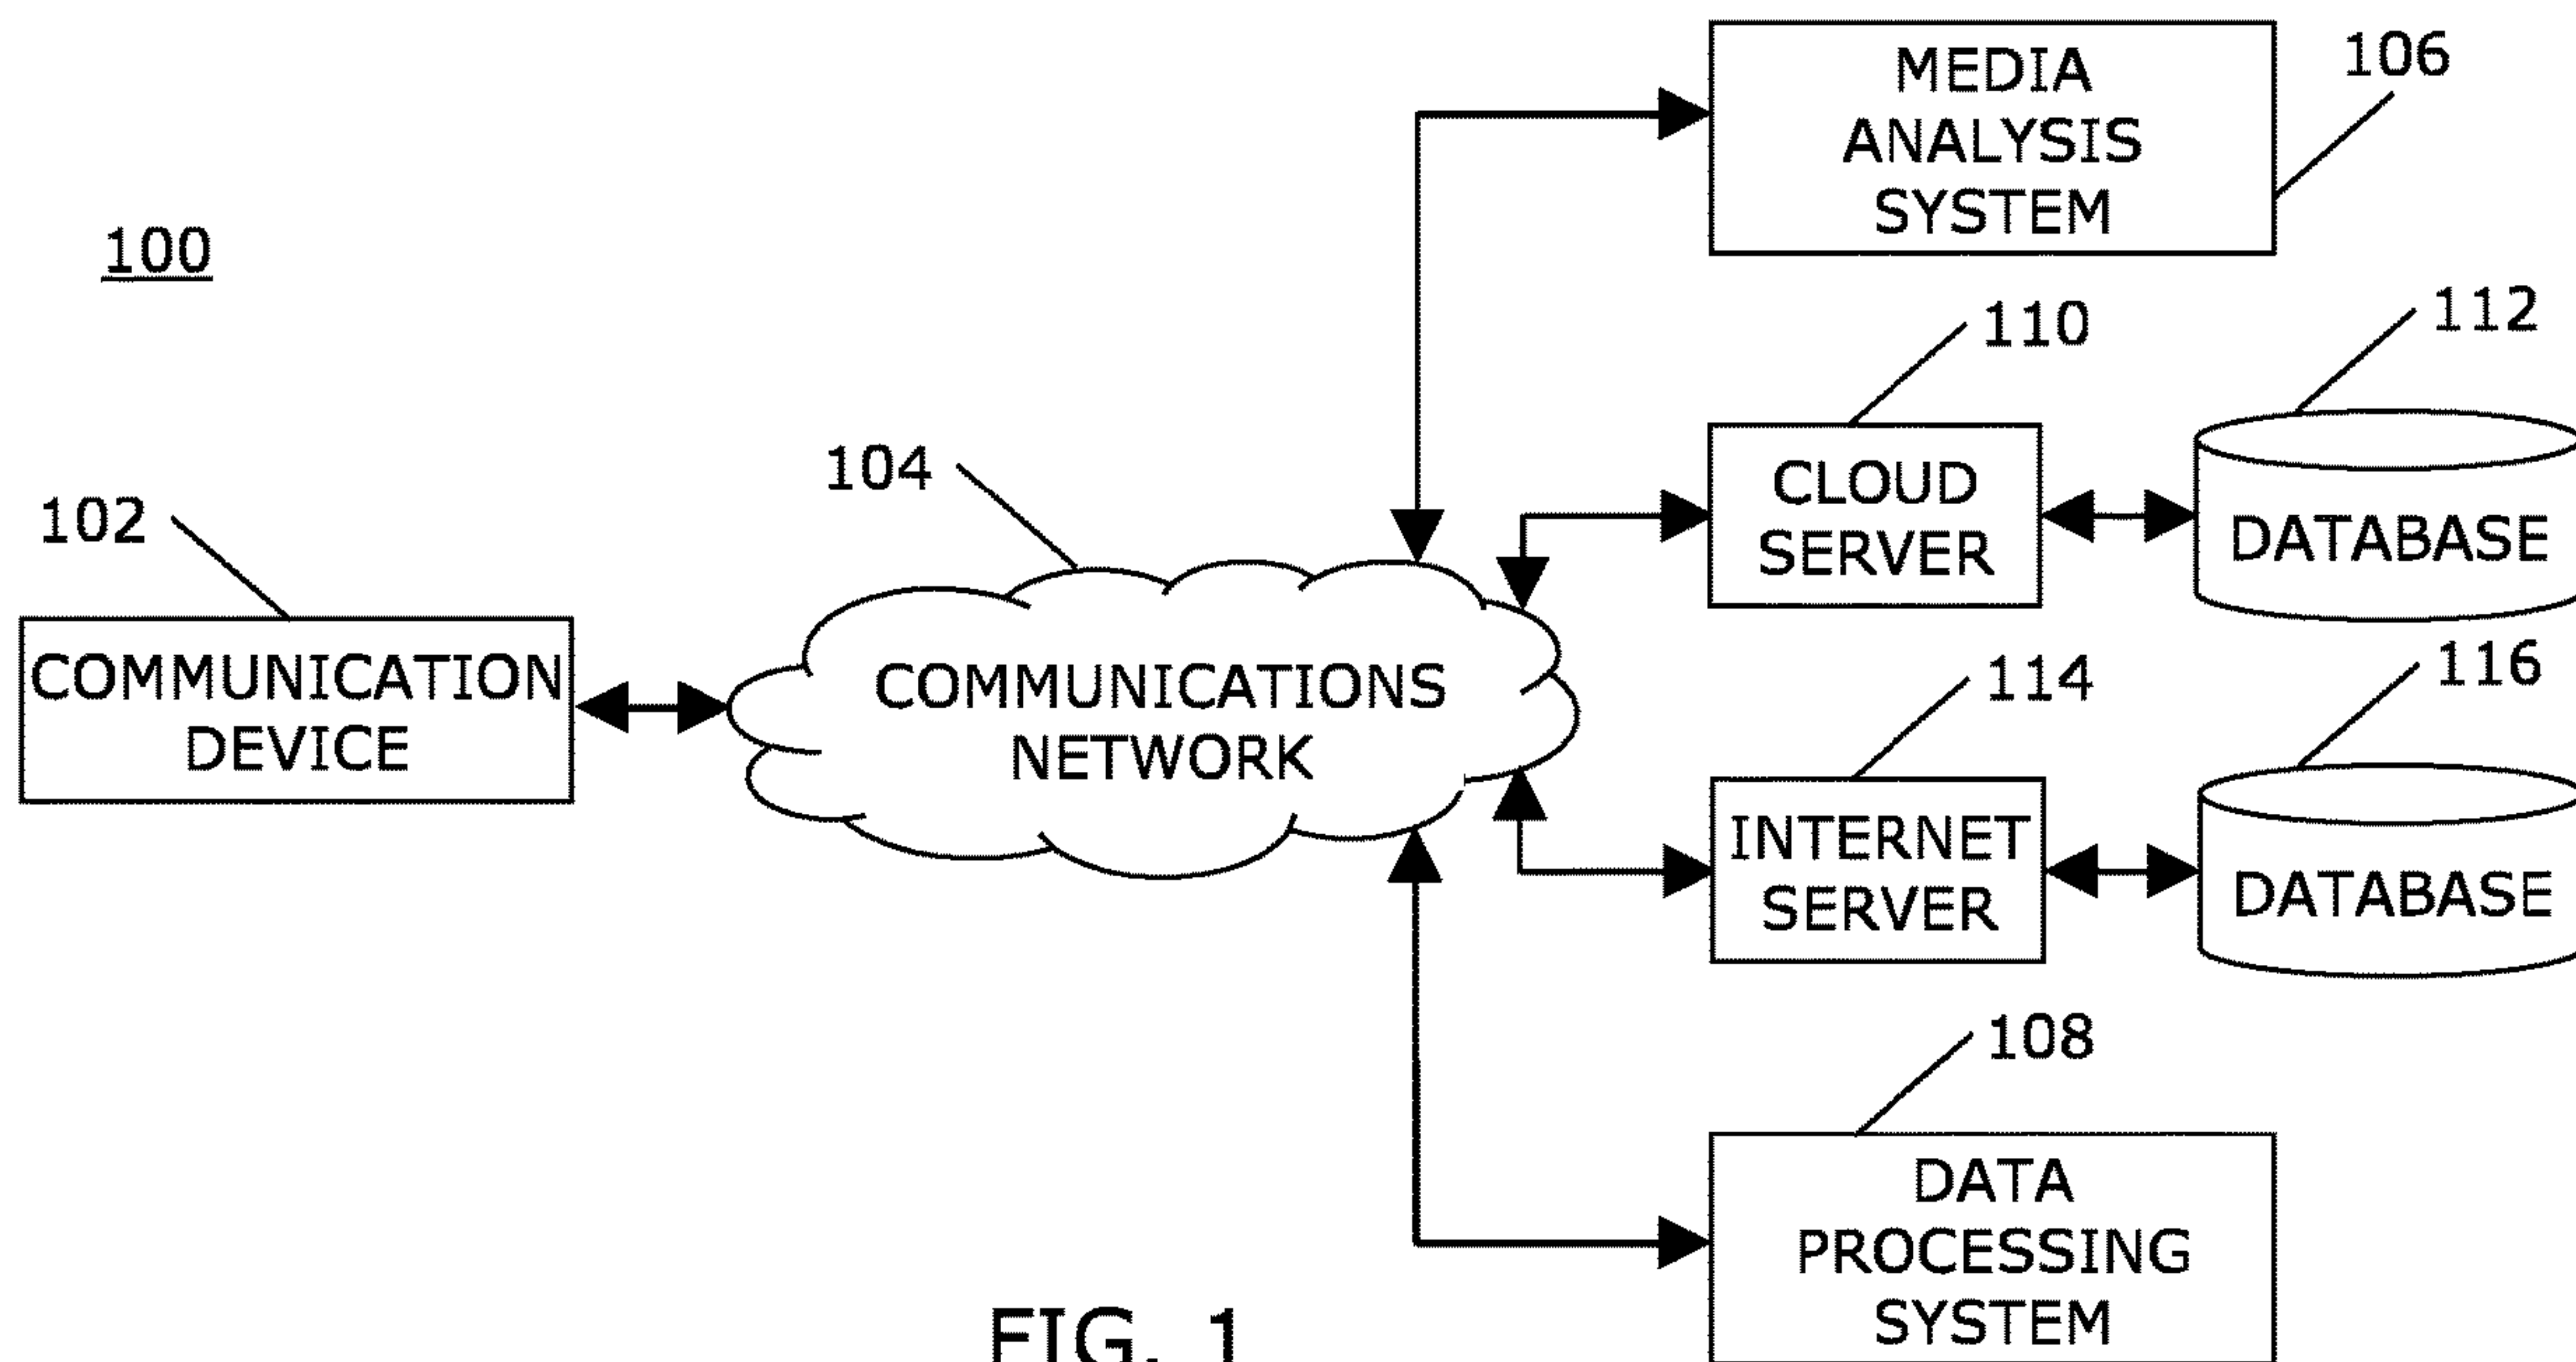 MEDIA
ANALYSIS
SYSTEM
106
100
110
112
CLOUD
SERVER
DATABASE
104
102
COMMUNICATION
DEVICE
COMMUNICATIONS
NETWORK
114
116
INTERNET
SERVER
DATABASE
108
DATA
PROCESSING
SYSTEM
FIG. 1